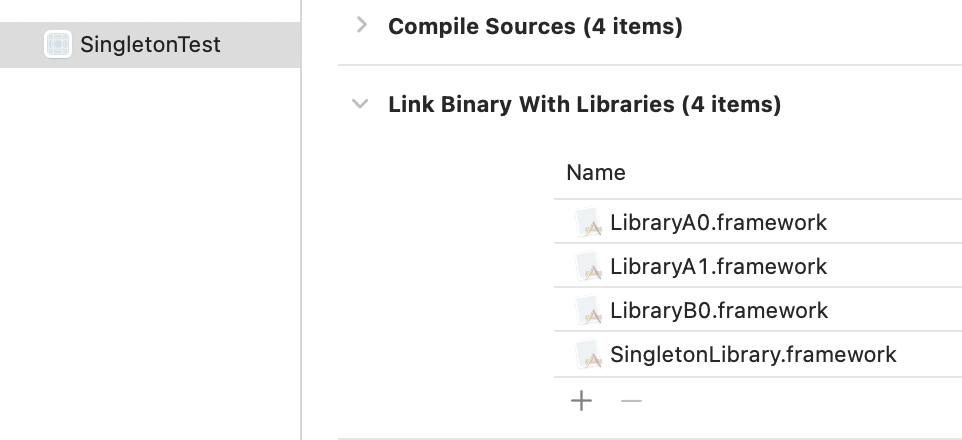 Compile Sources (4 items)
SingletonTest
Link Binary With Libraries (4 items)
Name
LibraryA0.framework
LibraryA1.framework
LibraryB0.framework
SingletonLibrary.framework